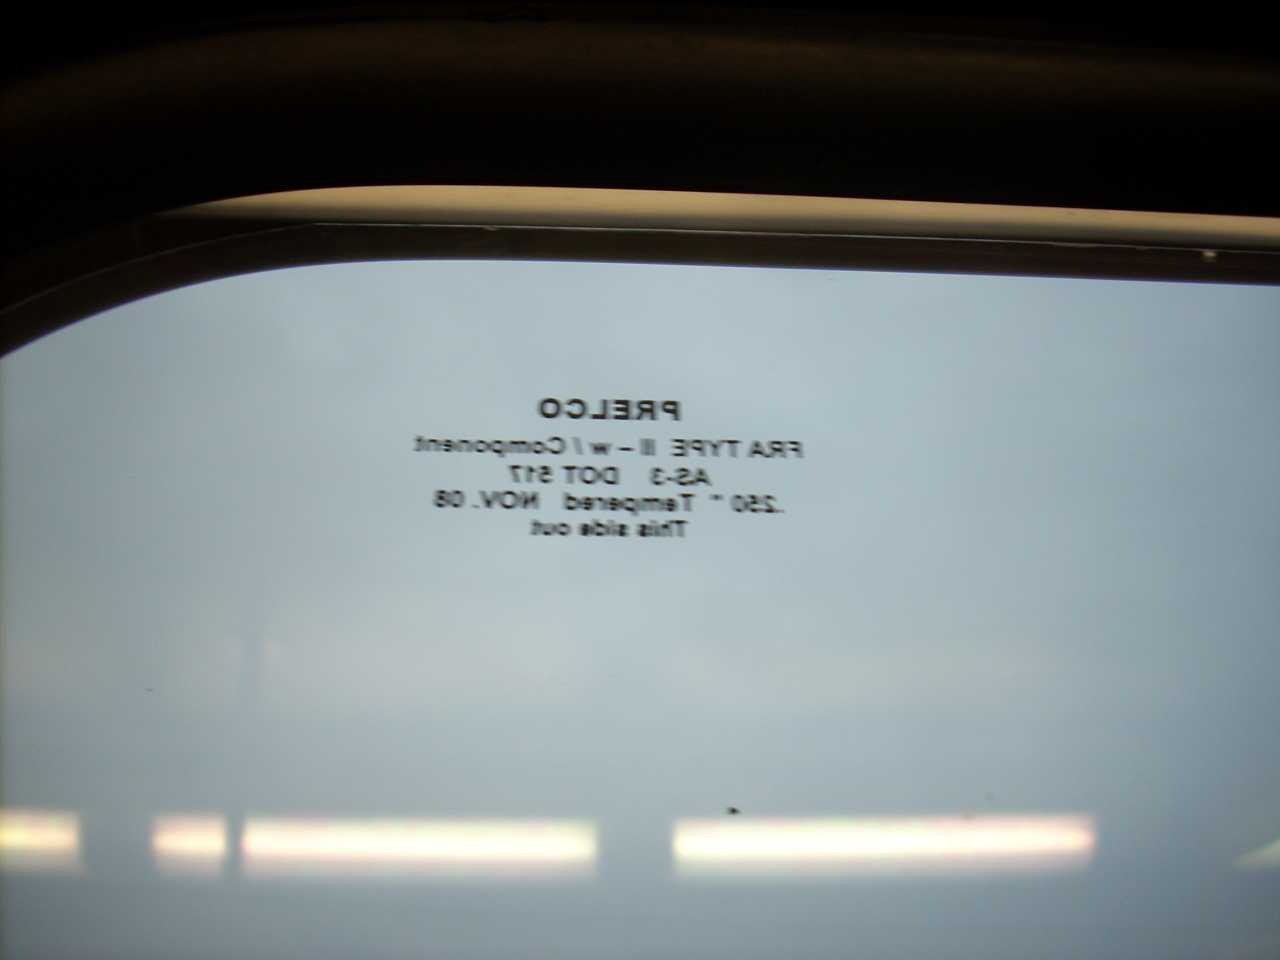 PRELCO
FRA TYPE II – w / Component
AS-3 DOT 517
.250 " Tempered NOV. 08
This side out